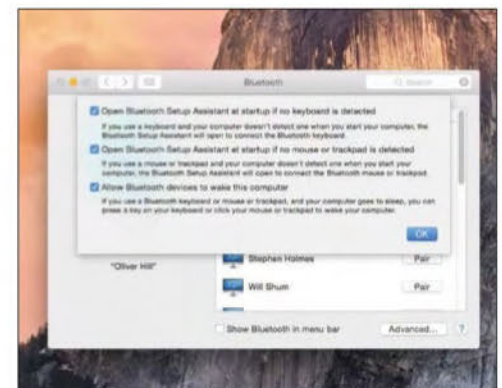 Bluetooth
Search
Open Bluetooth Setup Assistant at startup if no keyboard is detected
If you use a keyboard and your computer doesn't detect one when you start your computer, the
Bluetooth Setup Assistant will open to connect the Bluetooth keyboard.
Open Bluetooth Setup Assistant at startup if no mouse or trackpad is detected
If you use a mouse or trackpad and your computer doesn't detect one when you start your
computer, the Bluetooth Setup Assistant will open to connect the Bluetooth mouse or trackpad.
Allow Bluetooth devices to wake this computer
If you use a Bluetooth keyboard or mouse or trackpad, and your computer goes to sleep, you can
press a key on your keyboard or click your mouse or trackpad to wake your computer.
OK
"Oliver Hill"
Stephen Holmes
Pair
Will Shum
Pair
Show Bluetooth in menu bar
Advanced...
?